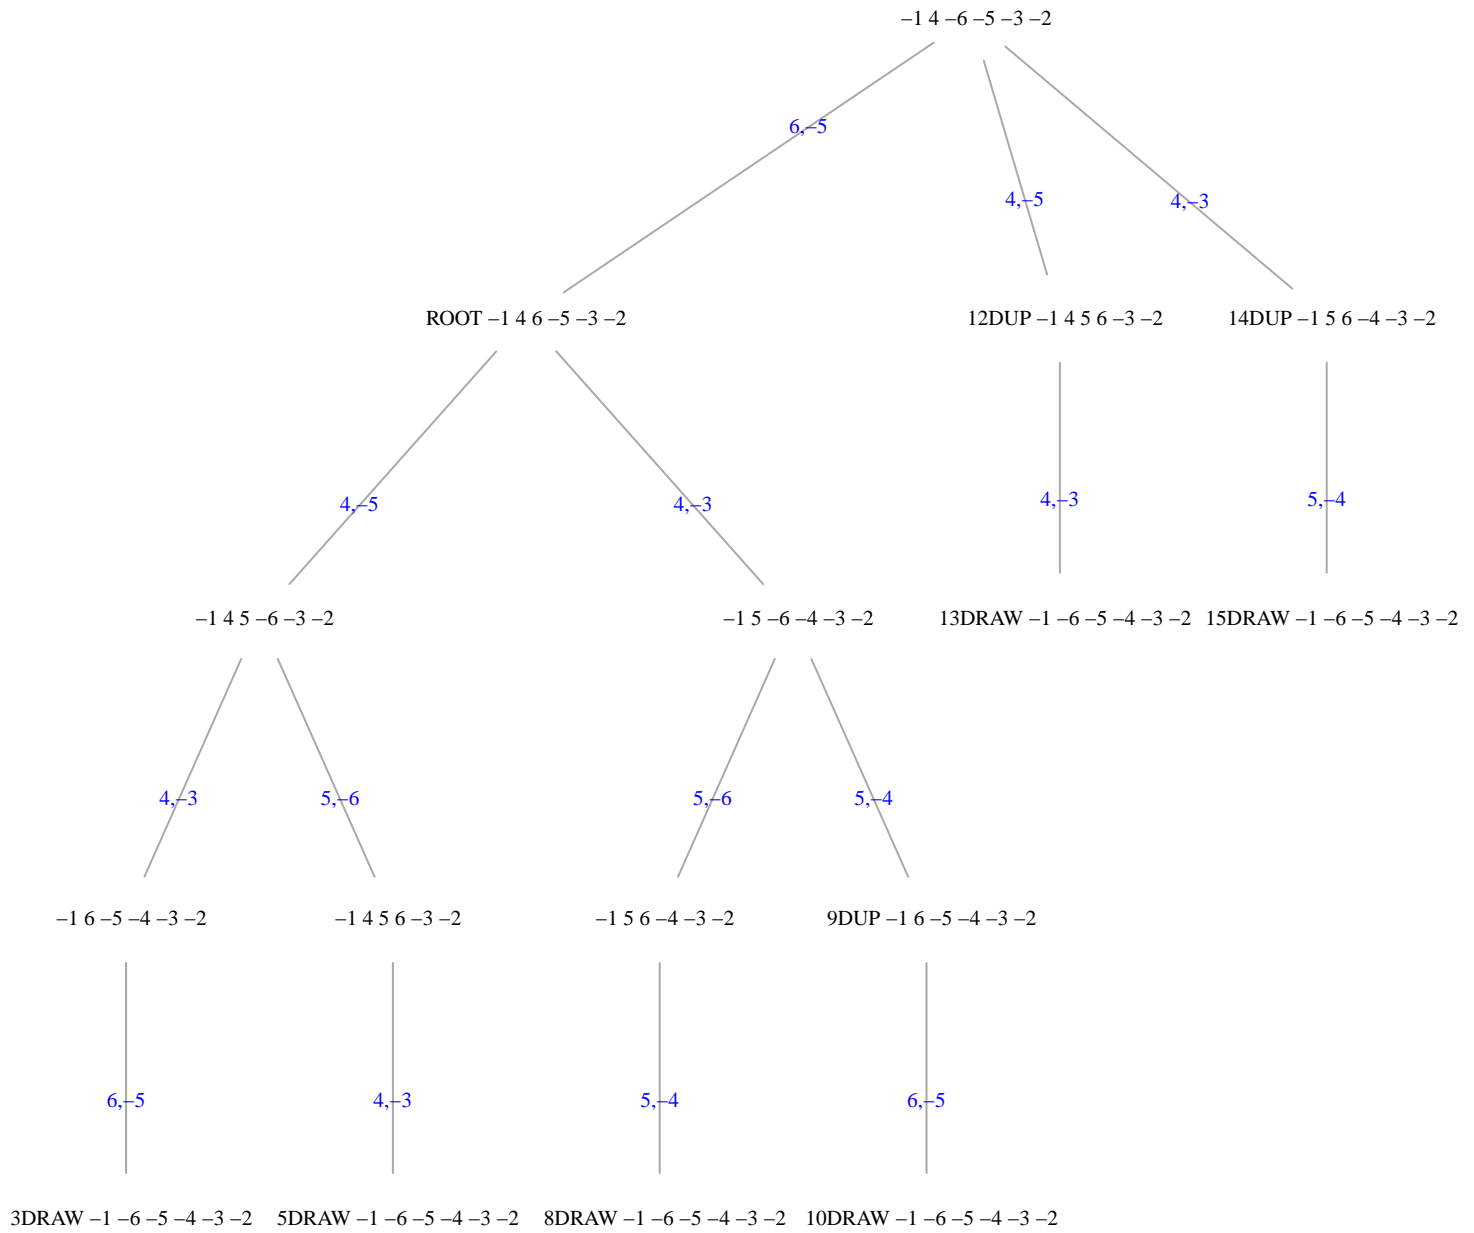 –1 4 –6 –5 –3 –2
6,–5
4,–5
4,–3
ROOT –1 4 6 –5 –3 –2
12DUP –1 4 5 6 –3 –2
14DUP –1 5 6 –4 –3 –2
4,–5
4,–3
4,–3
5,–4
–1 4 5 –6 –3 –2
–1 5 –6 –4 –3 –2
13DRAW –1 –6 –5 –4 –3 –2
15DRAW –1 –6 –5 –4 –3 –2
4,–3
5,–6
5,–6
5,–4
–1 6 –5 –4 –3 –2
–1 4 5 6 –3 –2
–1 5 6 –4 –3 –2
9DUP –1 6 –5 –4 –3 –2
6,–5
4,–3
5,–4
6,–5
3DRAW –1 –6 –5 –4 –3 –2
5DRAW –1 –6 –5 –4 –3 –2
8DRAW –1 –6 –5 –4 –3 –2
10DRAW –1 –6 –5 –4 –3 –2